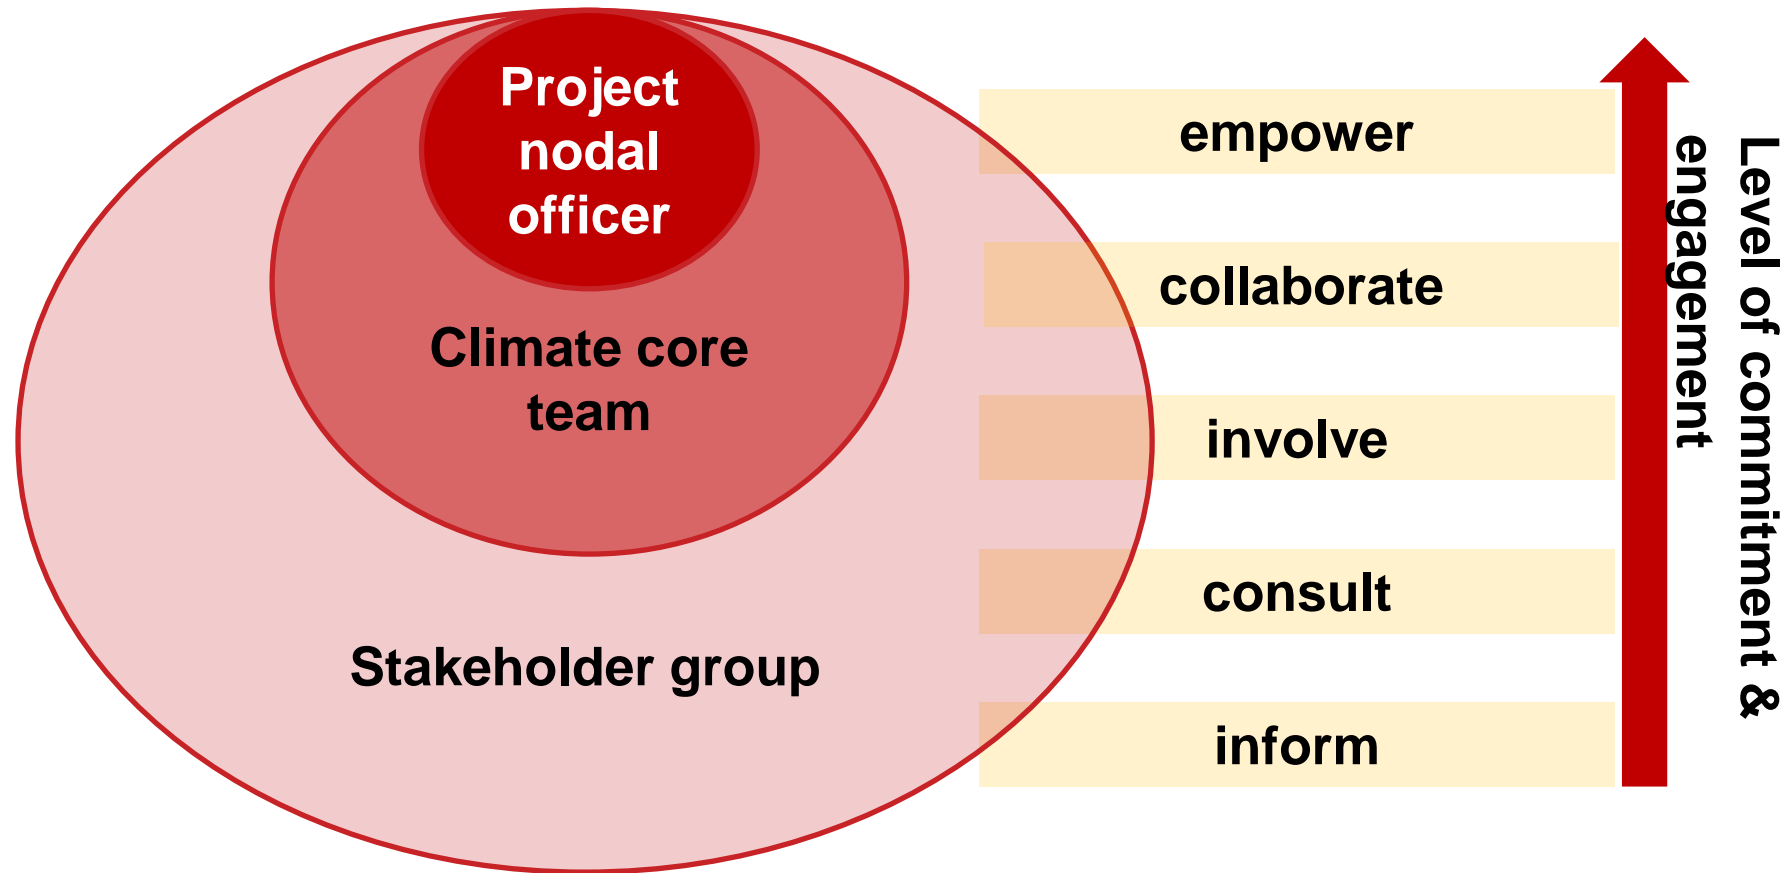 Project
nodal
officer
Climate core
team
Stakeholder group
empower
collaborate
involve
consult
inform
Level of commitment &
engagement